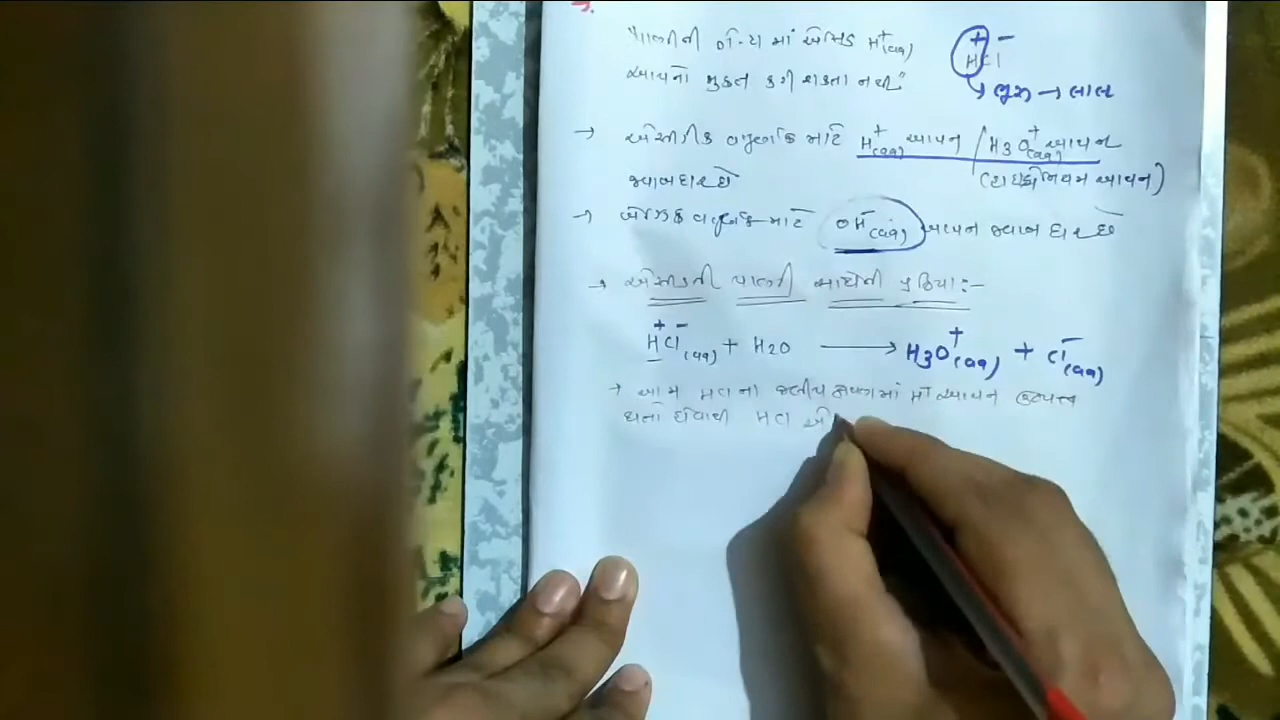 પાણીની ગેરહાજરીમાં એસિડ H⁺(aq)
આયનો મુક્ત કરી શકતા નથી.
H⁺Cl⁻
→ ભૂરુ → લાલ
→ એસિડીક વર્તણૂંક માટે H⁺(aq) આયન / H3O⁺(aq) આયન
જવાબદાર છે (હાઇડ્રોનિયમ આયન)
→ બેઝિક વર્તણૂંક માટે OH⁻(aq) આયન જવાબદાર છે
→ એસિડની પાણી સાથેની પ્રક્રિયા :-
H⁺Cl⁻(aq) + H2O → H3O⁺(aq) + Cl⁻(aq)
→ આમ HCl ના જલીય દ્રાવણમાં H⁺ આયન ઉત્પન્ન
થતા હોવાથી HCl